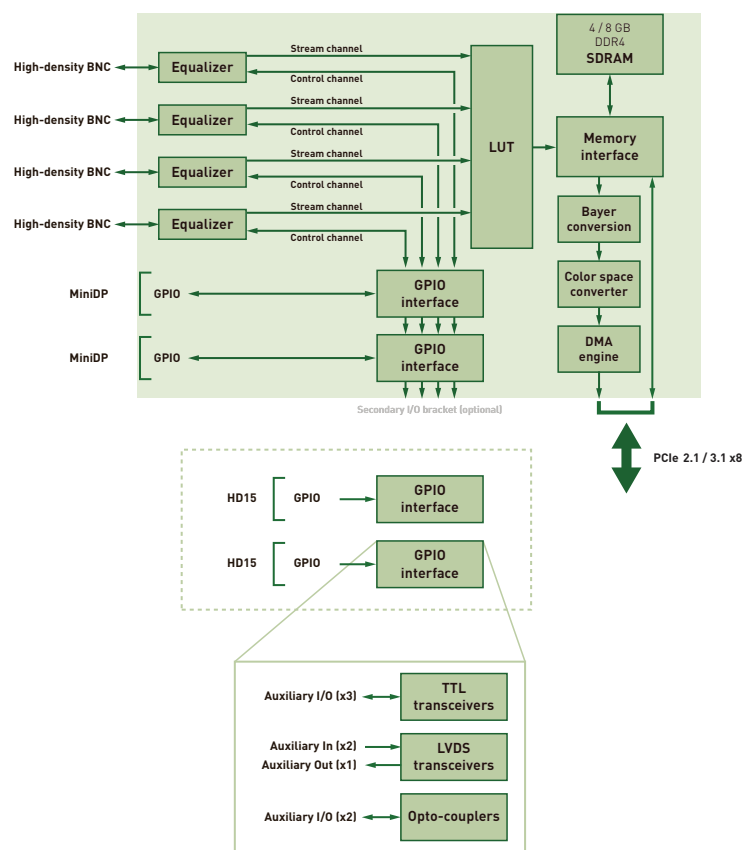 4 / 8 GB
DDR4
SDRAM
High-density BNC
Equalizer
Stream channel
Control channel
High-density BNC
Equalizer
Stream channel
Control channel
High-density BNC
Equalizer
Stream channel
Control channel
High-density BNC
Equalizer
Stream channel
Control channel
LUT
Memory
interface
Bayer
conversion
Color space
converter
DMA
engine
MiniDP
GPIO
GPIO
interface
MiniDP
GPIO
GPIO
interface
Secondary I/O bracket (optional)
PCIe 2.1 / 3.1 x8
HD15
GPIO
GPIO
interface
HD15
GPIO
GPIO
interface
Auxiliary I/O (x3)
TTL
transceivers
Auxiliary In (x2)
Auxiliary Out (x1)
LVDS
transceivers
Auxiliary I/O (x2)
Opto-couplers